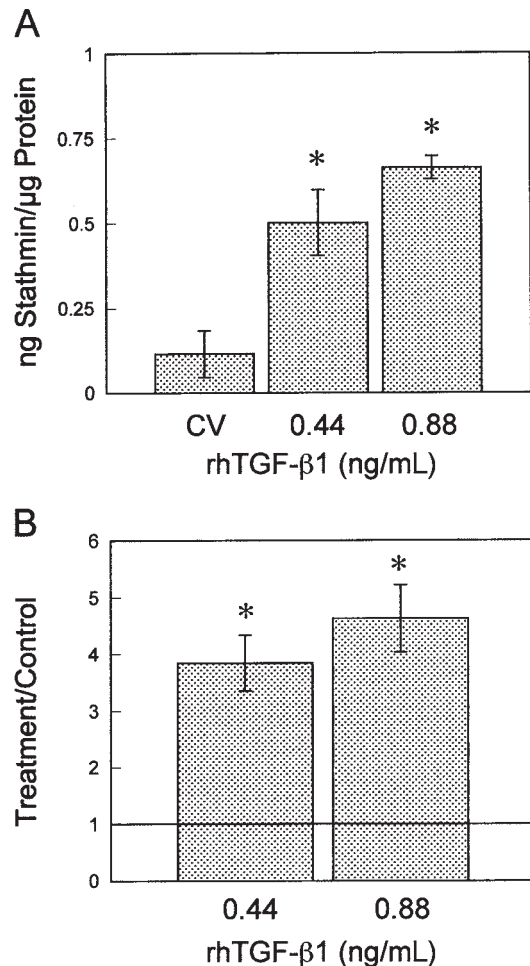 A
1
0.75
0.5
0.25
0
ng Stathmin/µg Protein
*
*
CV 0.44 0.88
rhTGF-β1 (ng/mL)
B
6
5
4
3
2
1
0
Treatment/Control
*
*
0.44 0.88
rhTGF-β1 (ng/mL)